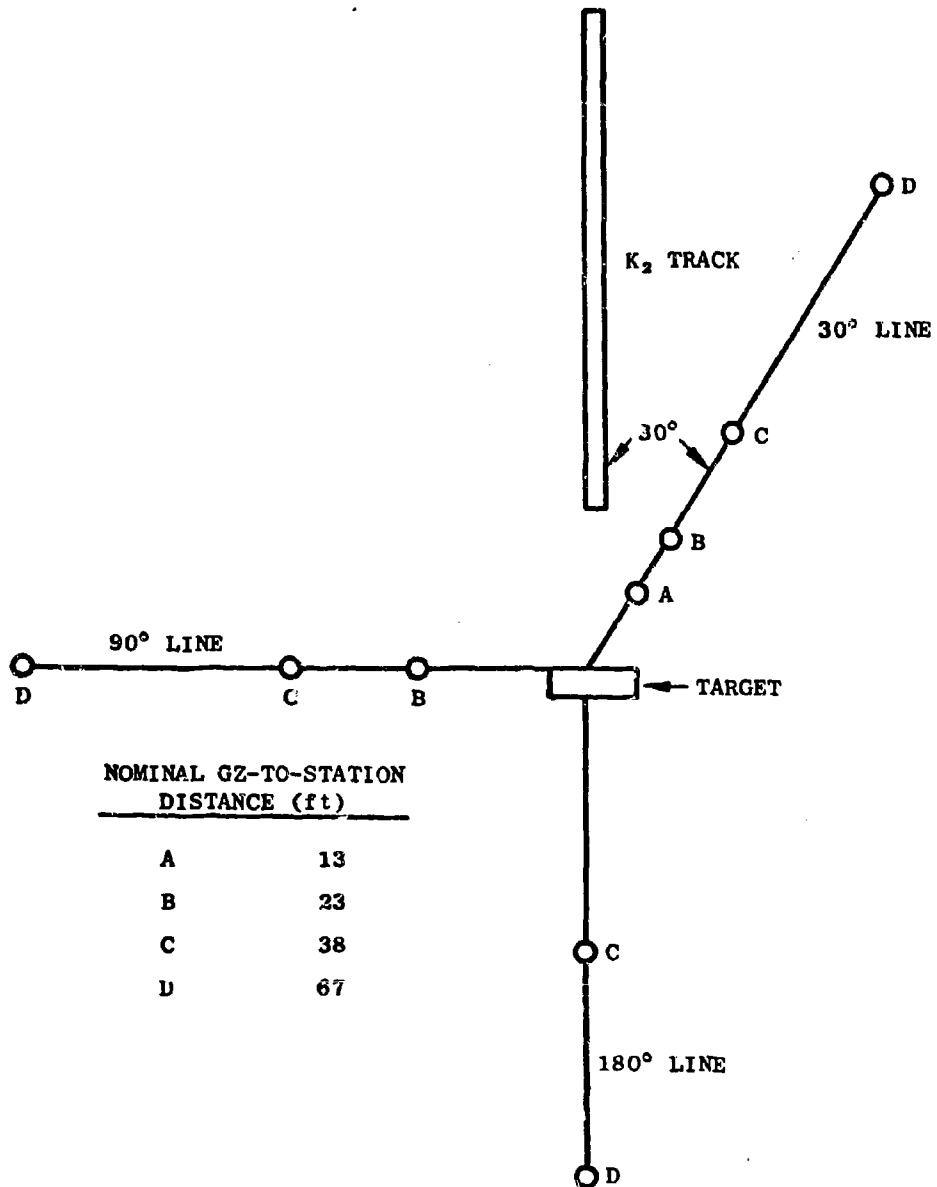 D
K₂ TRACK
30° LINE
30°
C
B
A
90° LINE
D
C
B
TARGET
NOMINAL GZ-TO-STATION
DISTANCE (ft)
A 13
B 23
C 38
D 67
C
180° LINE
D